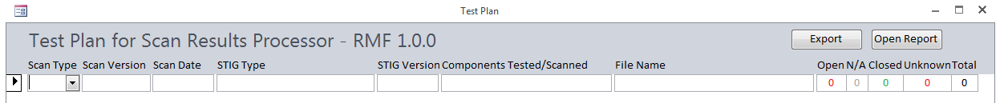 Test Plan
Test Plan for Scan Results Processor - RMF 1.0.0
Export
Open Report
Scan Type Scan Version Scan Date STIG Type STIG Version Components Tested/Scanned File Name Open N/A Closed Unknown Total
0 0 0 0 0